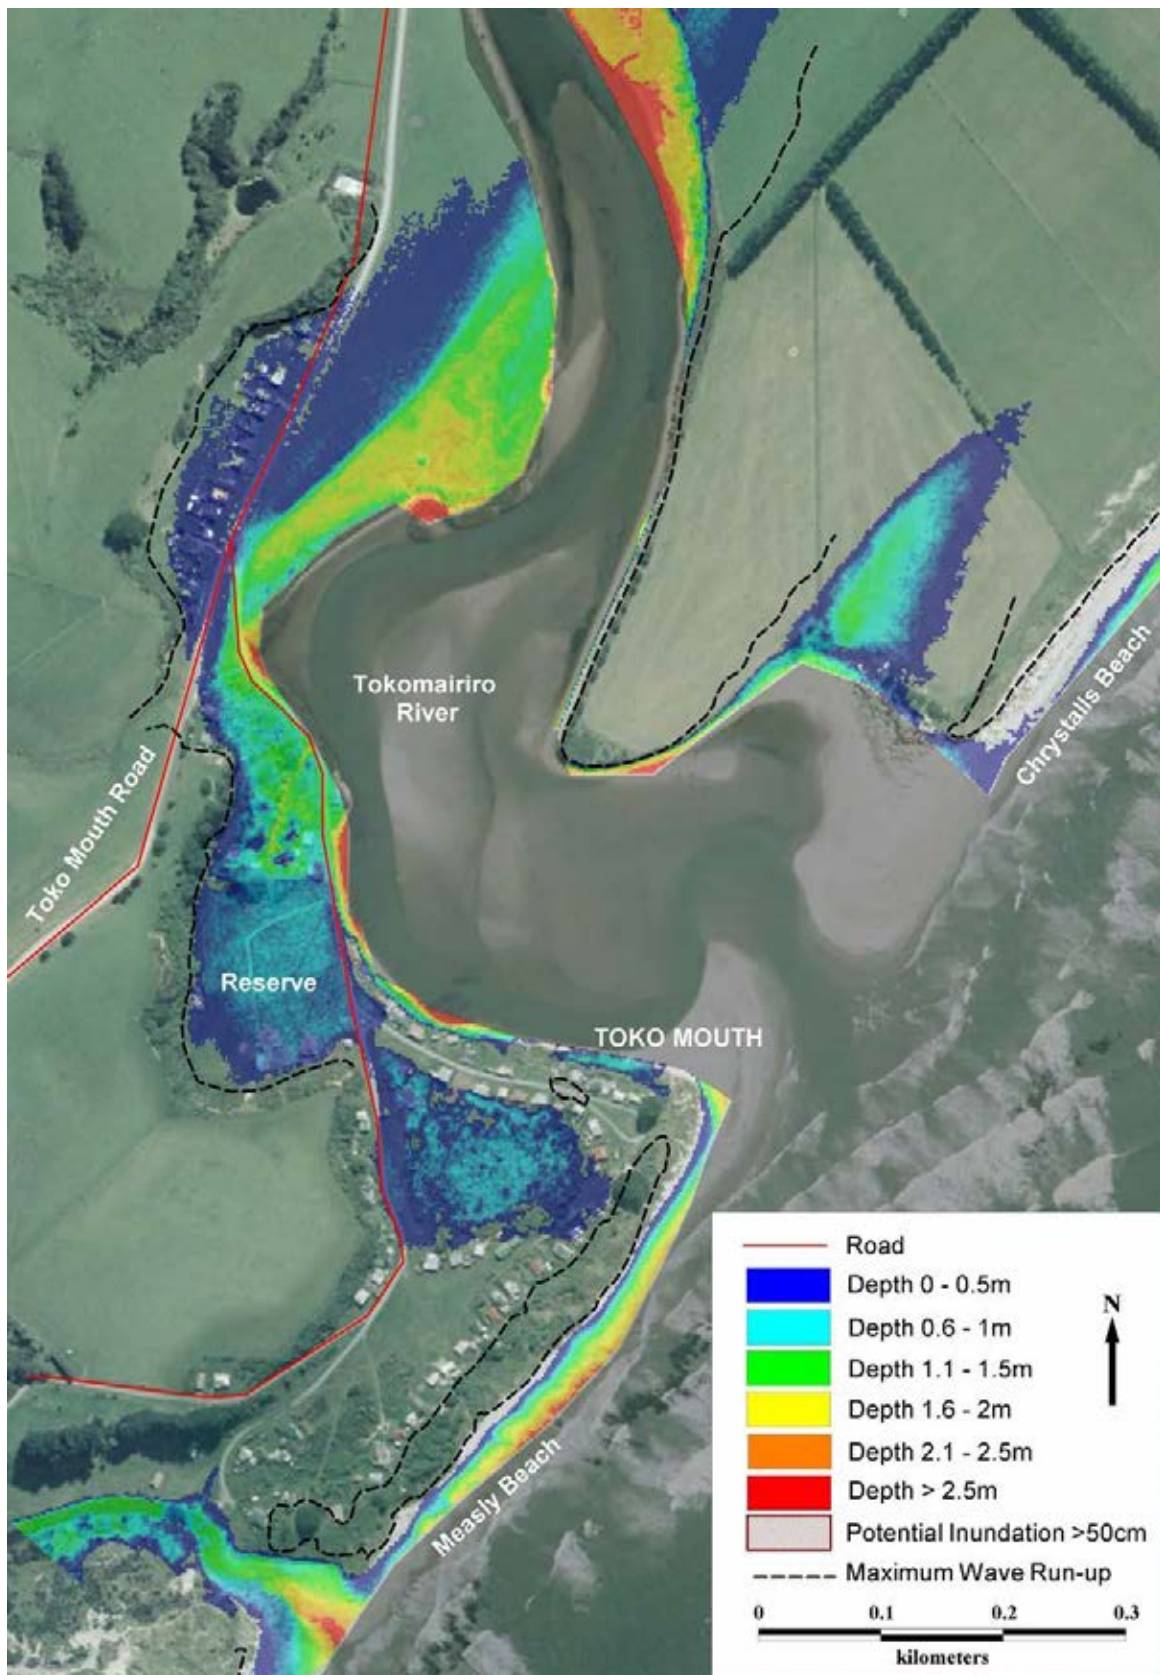 Tokomairiro
River
Chrystalls Beach
Toko Mouth Road
Reserve
TOKO MOUTH
Measly Beach
Road
Depth 0 - 0.5m
Depth 0.6 - 1m
Depth 1.1 - 1.5m
Depth 1.6 - 2m
Depth 2.1 - 2.5m
Depth > 2.5m
Potential Inundation >50cm
Maximum Wave Run-up
N
0 0.1 0.2 0.3
kilometers